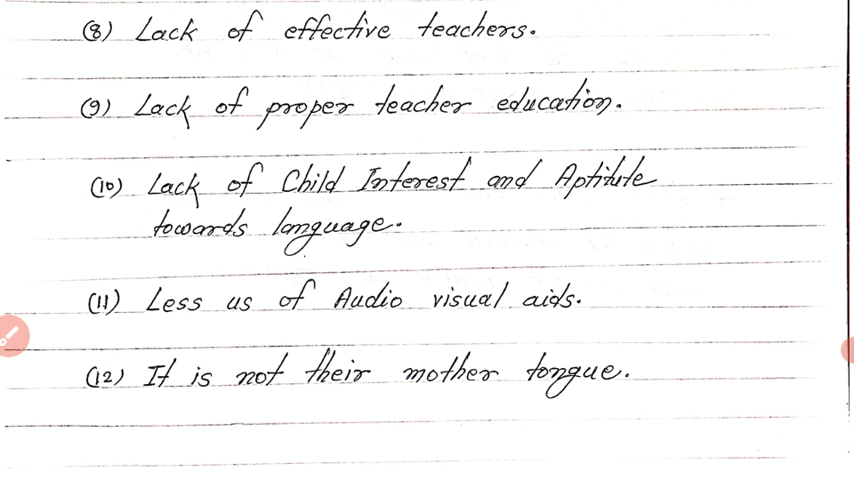 (8) Lack of effective teachers.
(9) Lack of proper teacher education.
(10) Lack of Child Interest and Aptitute
towards language.
(11) Less us of Audio visual aids.
(12) It is not their mother tongue.